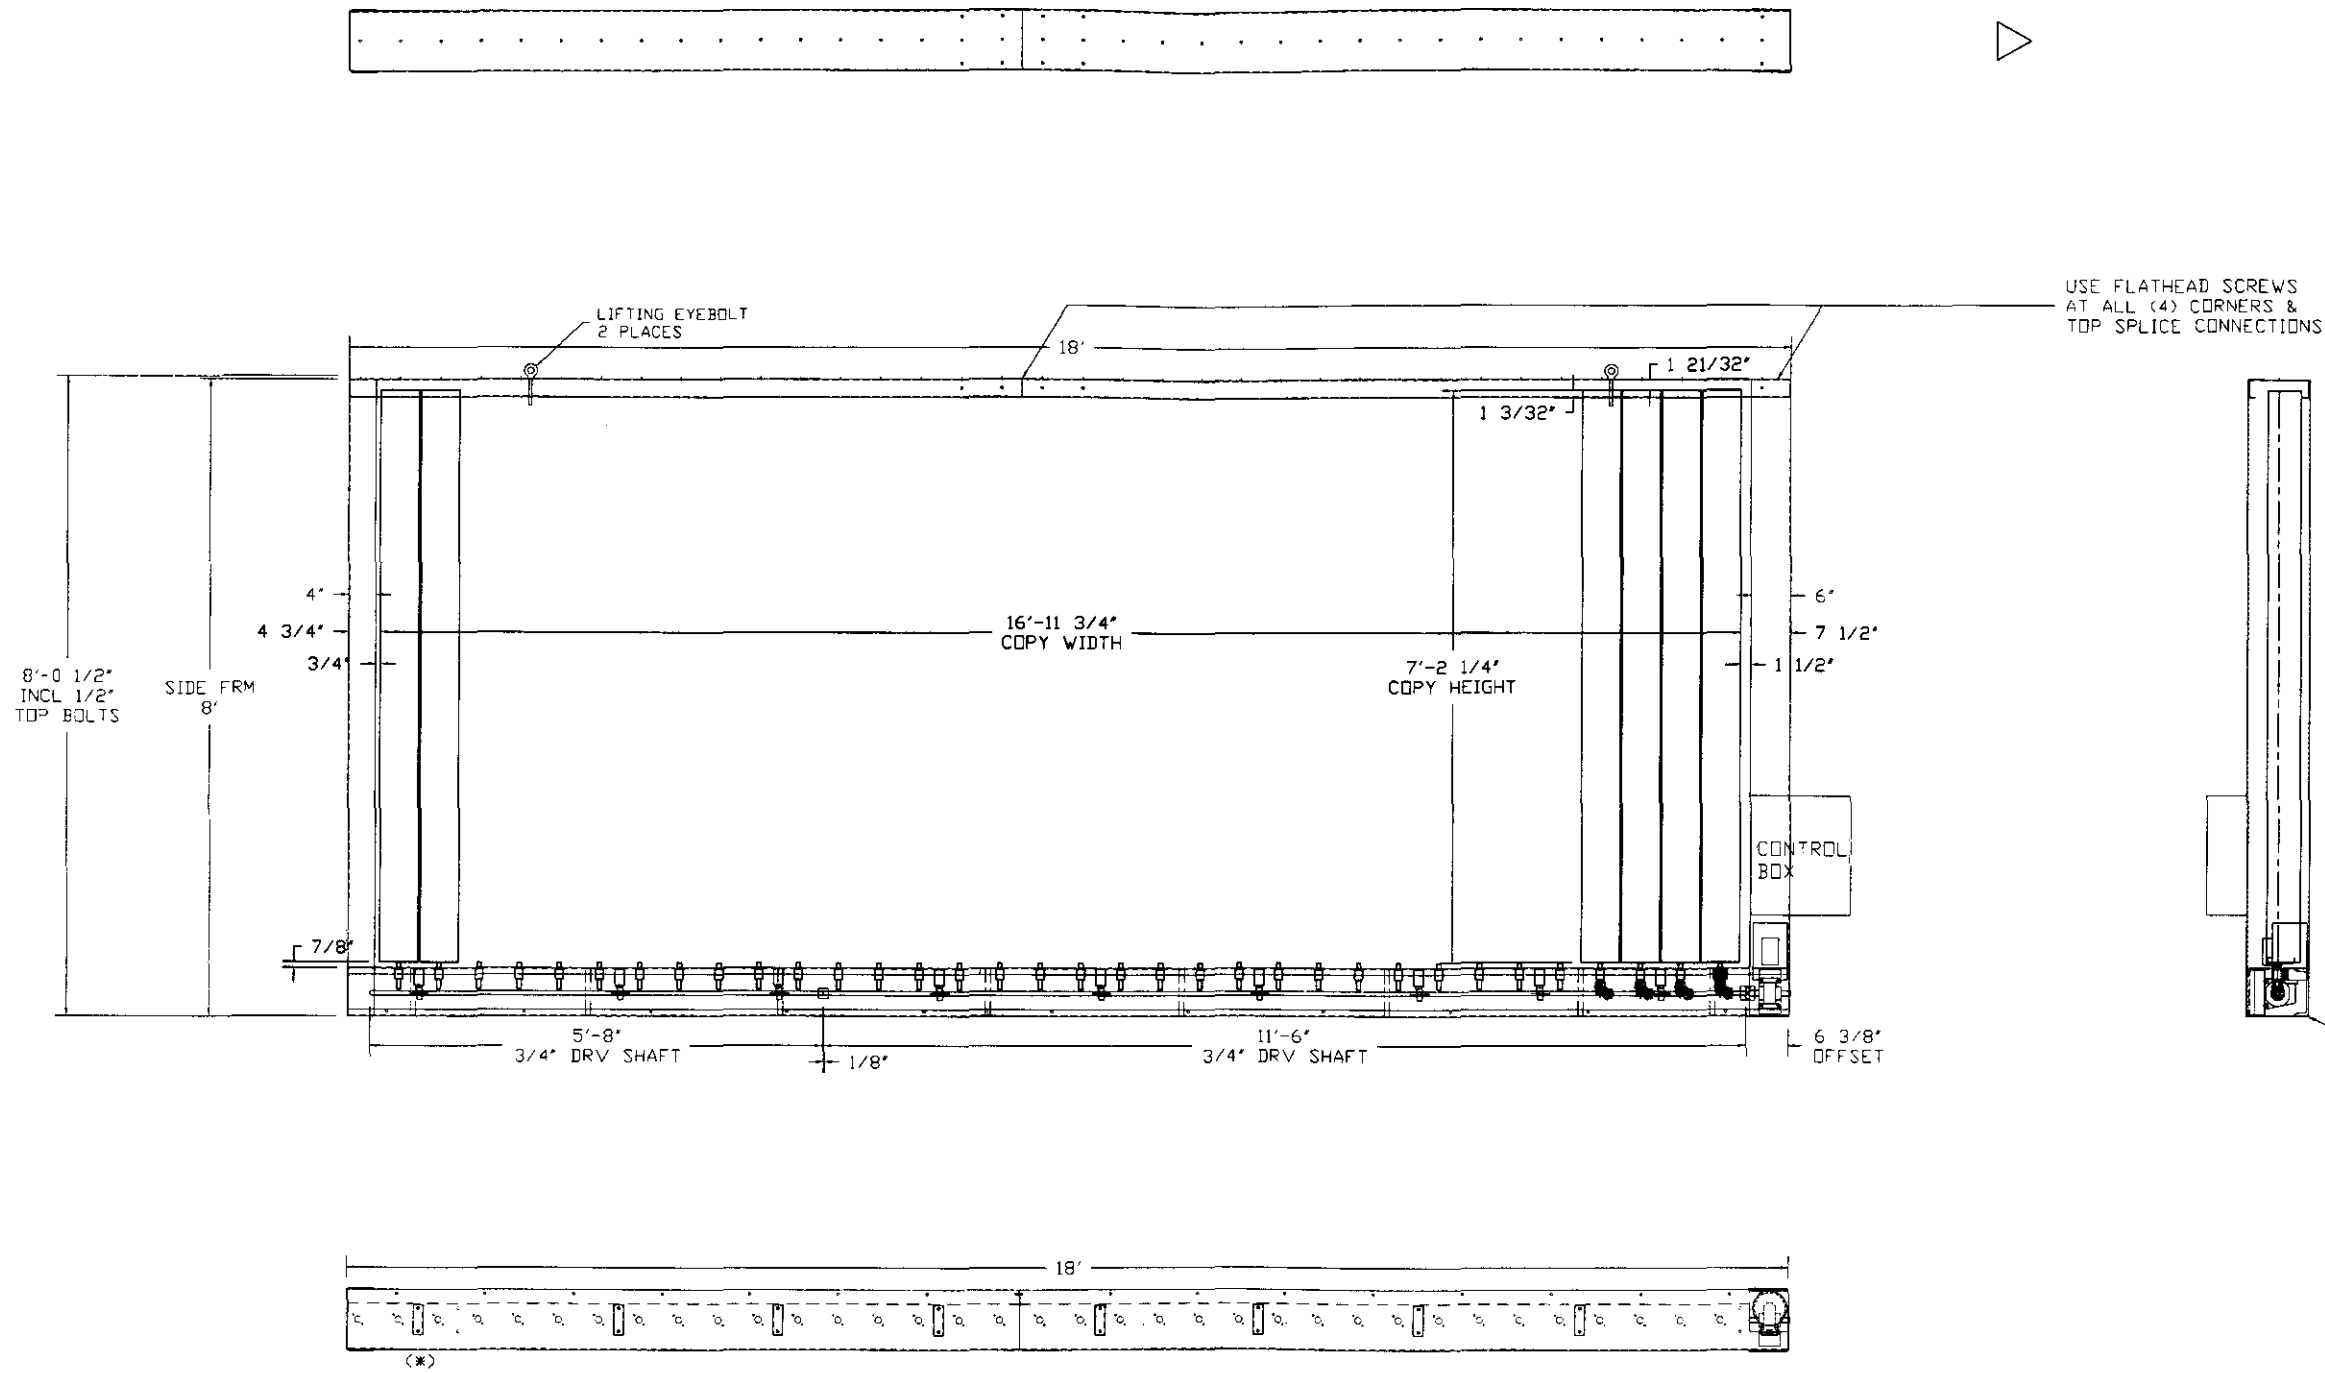 LIFTING EYEBOLT
2 PLACES
USE FLATHEAD SCREWS
AT ALL (4) CORNERS &
TOP SPLICE CONNECTIONS
18'
1 21/32"
1 3/32"
4"
4 3/4"
3/4"
16'-11 3/4"
COPY WIDTH
7'-2 1/4"
COPY HEIGHT
6"
7 1/2"
1 1/2"
8'-0 1/2"
INCL 1/2"
TOP BOLTS
SIDE FRM
8'
CONTROL
BOX
7/8"
5'-8"
3/4" DRV SHAFT
1/8"
11'-6"
3/4" DRV SHAFT
6 3/8"
OFFSET
18'
(*)